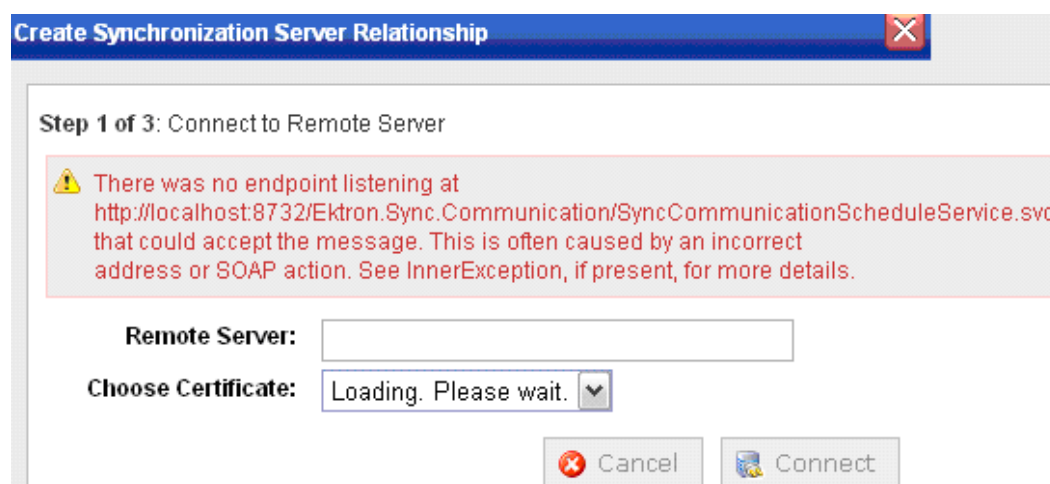 Create Synchronization Server Relationship
Step 1 of 3: Connect to Remote Server
There was no endpoint listening at
http://localhost:8732/Ektron.Sync.Communication/SyncCommunicationScheduleService.svc
that could accept the message. This is often caused by an incorrect
address or SOAP action. See InnerException, if present, for more details.
Remote Server:
Choose Certificate: Loading. Please wait.
Cancel Connect